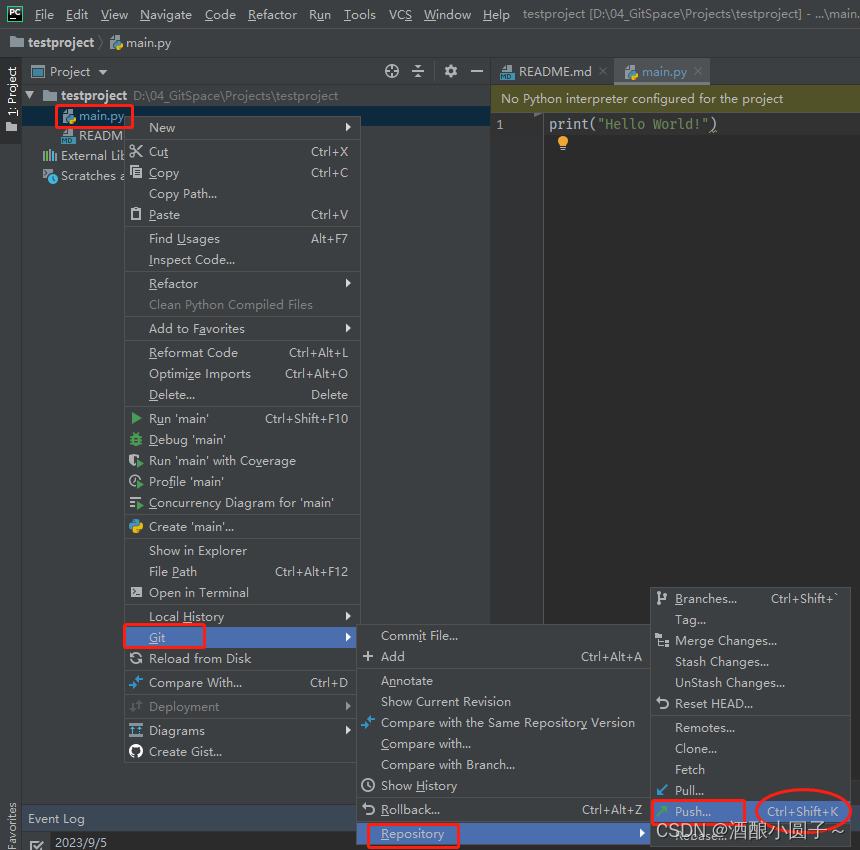 PC File Edit View Navigate Code Refactor Run Tools VCS Window Help testproject [D:\04_GitSpace\Projects\testproject] - ...\main.
testproject main.py
1: Project
Project
README.md
main.py
testproject D:\04_GitSpace\Projects\testproject
No Python interpreter configured for the project
main.py
READM
External Lib
Scratches a
1 print("Hello World!")
New
Cut Ctrl+X
Copy Ctrl+C
Copy Path...
Paste Ctrl+V
Find Usages Alt+F7
Inspect Code...
Refactor
Clean Python Compiled Files
Add to Favorites
Reformat Code Ctrl+Alt+L
Optimize Imports Ctrl+Alt+O
Delete... Delete
Run 'main' Ctrl+Shift+F10
Debug 'main'
Run 'main' with Coverage
Profile 'main'
Concurrency Diagram for 'main'
Create 'main'...
Show in Explorer
File Path Ctrl+Alt+F12
Open in Terminal
Local History
Git
Reload from Disk
Compare With... Ctrl+D
Deployment
Diagrams
Create Gist...
Commit File...
Add Ctrl+Alt+A
Annotate
Show Current Revision
Compare with the Same Repository Version
Compare with...
Compare with Branch...
Show History
Rollback... Ctrl+Alt+Z
Repository
Branches... Ctrl+Shift+`
Tag...
Merge Changes...
Stash Changes...
UnStash Changes...
Reset HEAD...
Remotes...
Clone...
Fetch
Pull...
Push... Ctrl+Shift+K
Rebase...
CSDN @酒酿小圆子~
Favorites
Event Log
2023/9/5